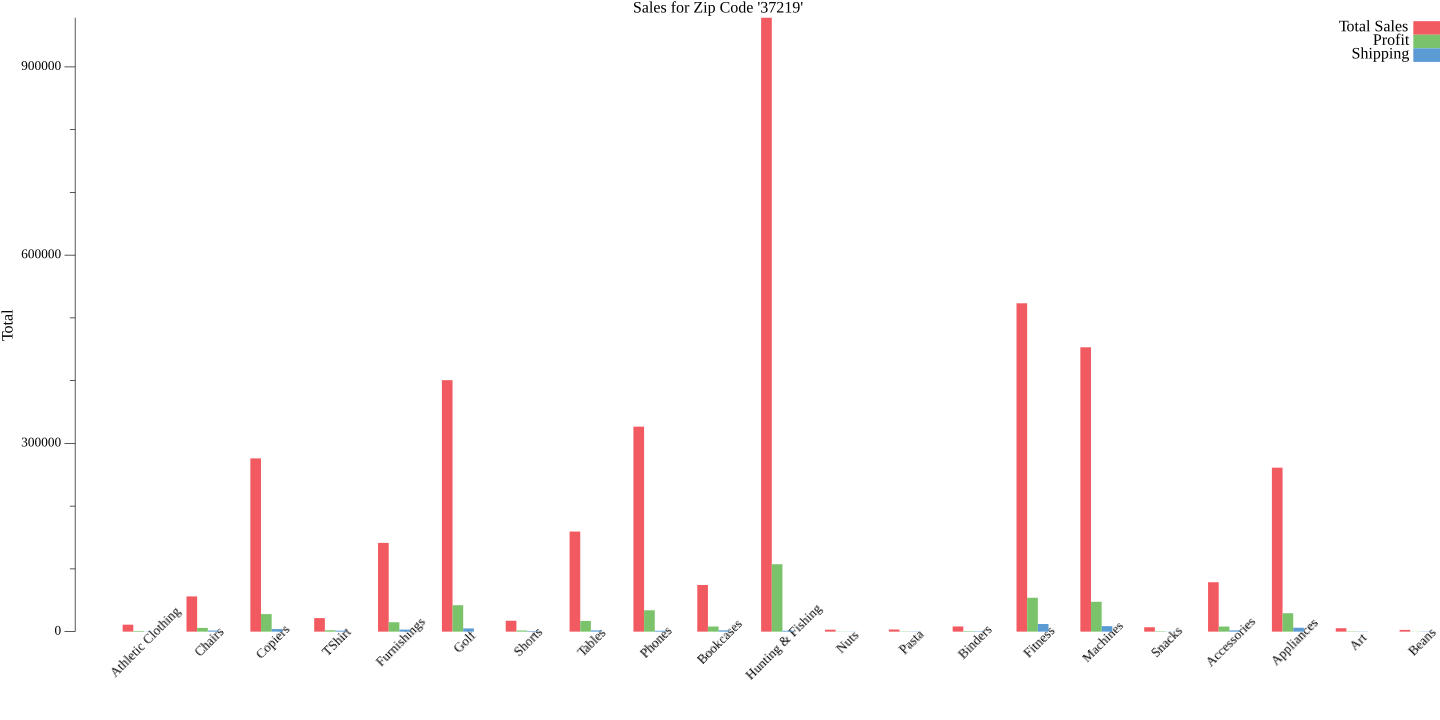 Sales for Zip Code '37219'
Total Sales
Profit
Shipping
900000
600000
300000
0
Total
Athletic Clothing
Chairs
Copiers
TShirt
Furnishings
Golf
Shorts
Tables
Phones
Bookcases
Hunting & Fishing
Nuts
Pasta
Binders
Fitness
Machines
Snacks
Accessories
Appliances
Art
Beans